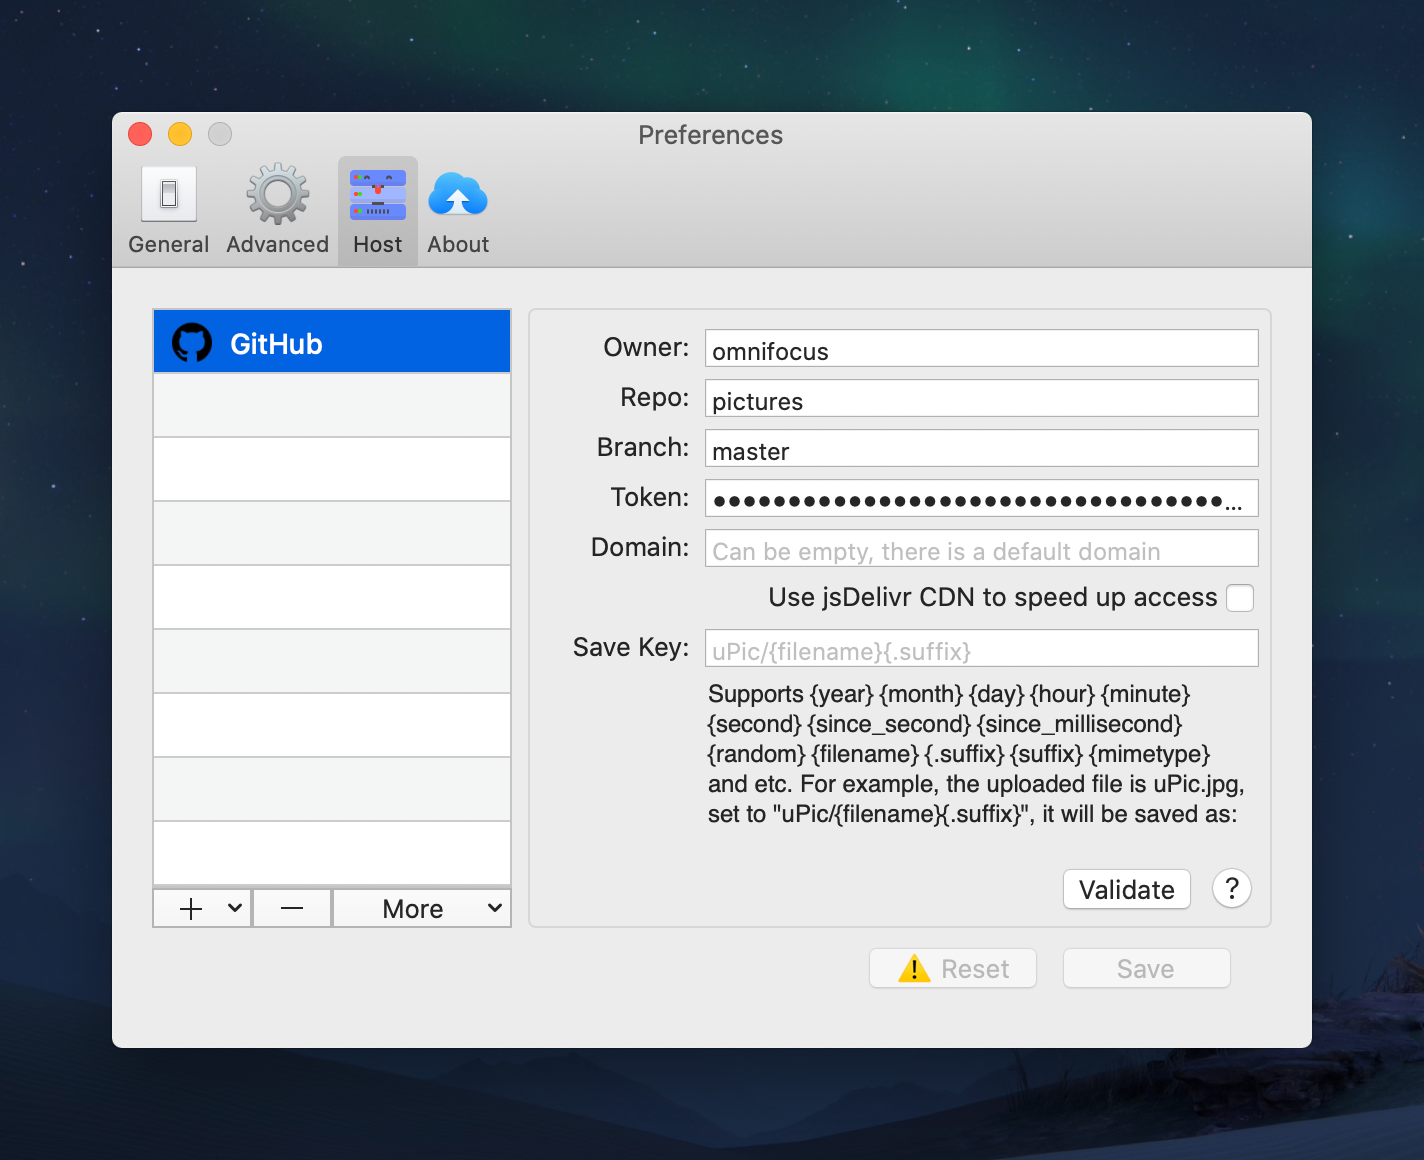 Preferences
General
Advanced
Host
About
GitHub
Owner:
omnifocus
Repo:
pictures
Branch:
master
Token:
●●●●●●●●●●●●●●●●●●●●●●●●●●●●●●●●●●...
Domain:
Can be empty, there is a default domain
Use jsDelivr CDN to speed up access
Save Key:
uPic/{filename}{.suffix}
Supports {year} {month} {day} {hour} {minute}
{second} {since_second} {since_millisecond}
{random} {filename} {.suffix} {suffix} {mimetype}
and etc. For example, the uploaded file is uPic.jpg,
set to "uPic/{filename}{.suffix}", it will be saved as:
Validate
?
More
Reset
Save